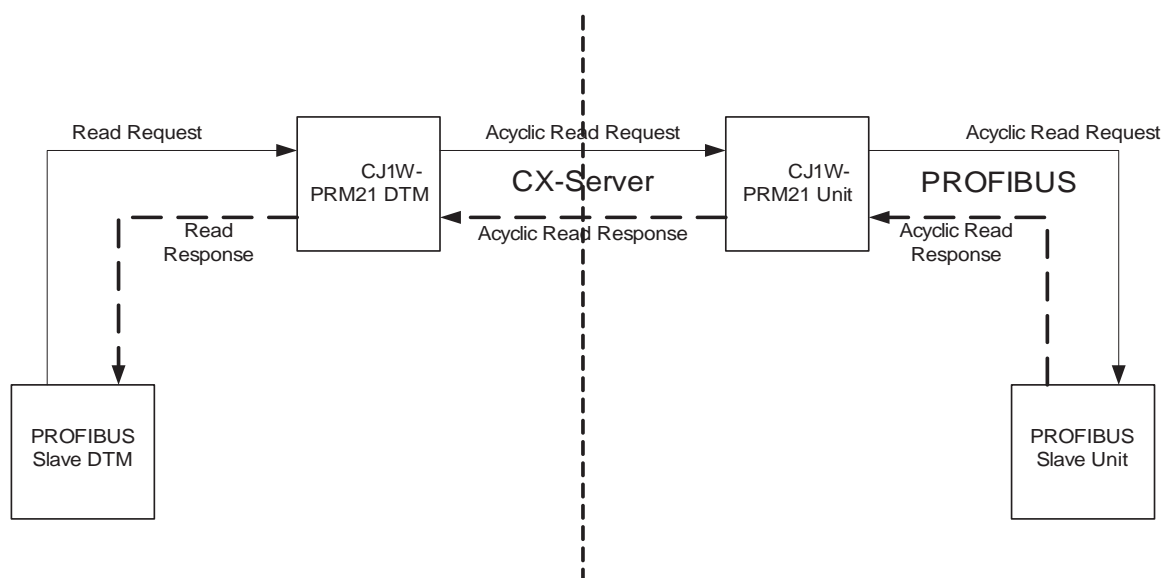 Read Request
Acyclic Read Request
Acyclic Read Request
CJ1W-
PRM21 DTM
CX-Server
CJ1W-
PRM21 Unit
PROFIBUS
Read
Response
Acyclic Read Response
Acyclic Read
Response
PROFIBUS
Slave DTM
PROFIBUS
Slave Unit